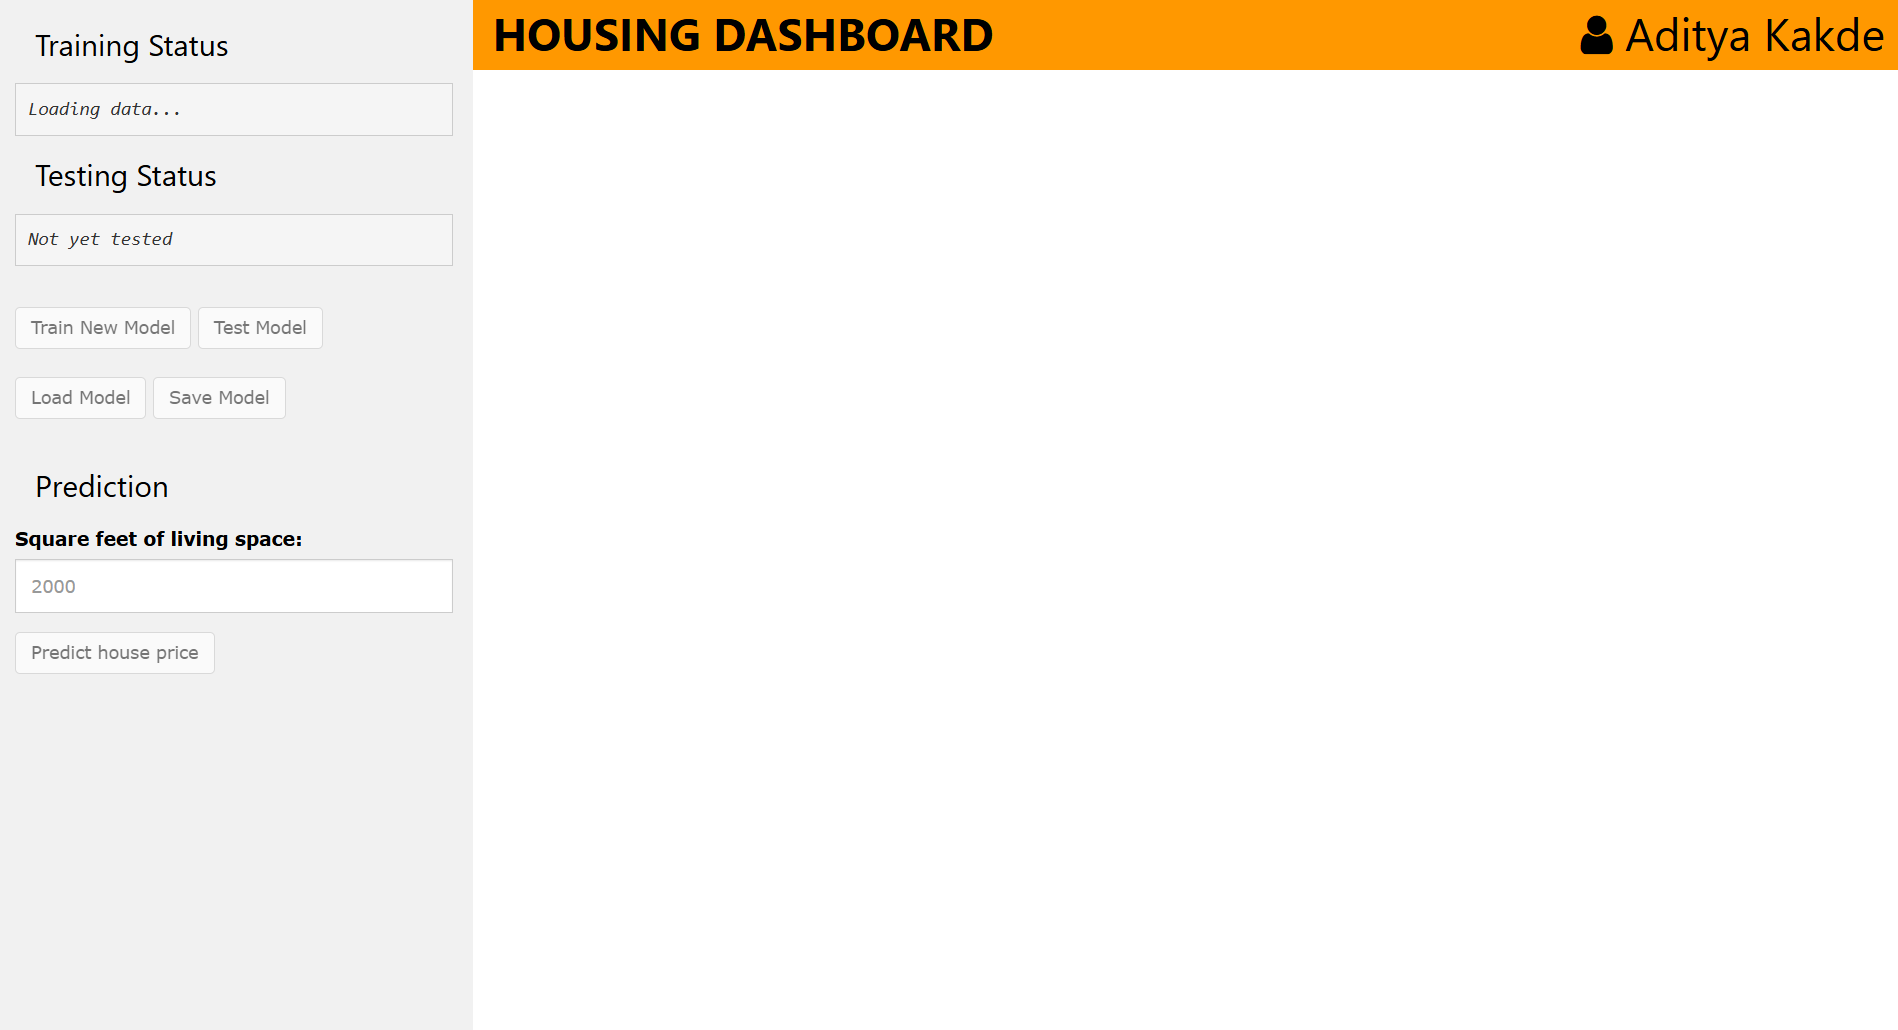 Training Status
Loading data...
Testing Status
Not yet tested
Train New Model Test Model
Load Model Save Model
Prediction
Square feet of living space:
2000
Predict house price
HOUSING DASHBOARD
Aditya Kakde